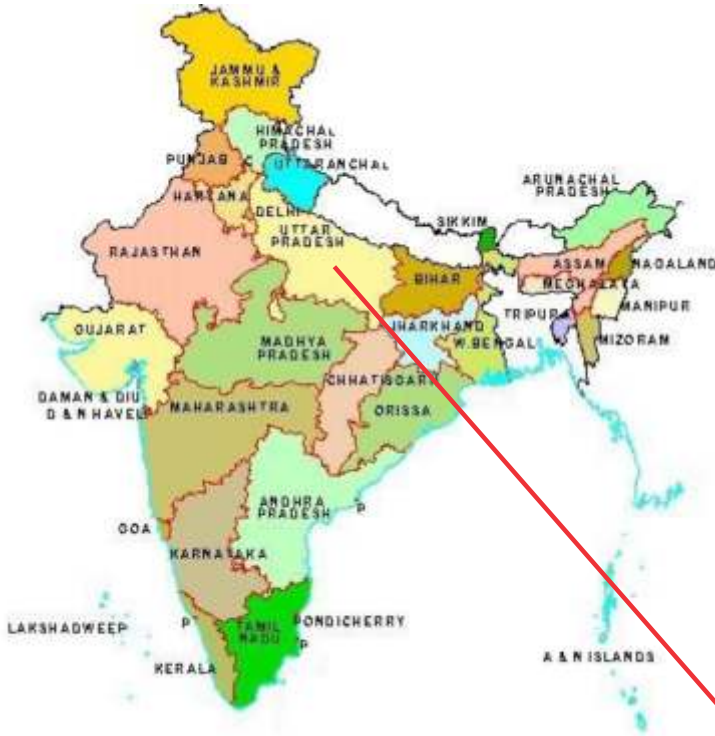 JAMMU &
KASHMIR
HIMACHAL
PRADESH
PUNJAB
C
UTTARANCHAL
HARYANA
DELHI
ARUNACHAL
PRADESH
UTTAR
PRADESH
SIKKIM
RAJASTHAN
BIHAR
ASSAM
NAGALAND
MEGHALAYA
MANIPUR
TRIPURA
GUJARAT
JHARKHAND
MADHYA
PRADESH
W.BENGAL
MIZORAM
CHHATISGARH
DAMAN & DIU
D & N HAVELI
MAHARASHTRA
ORISSA
ANDHRA
PRADESH
P
GOA
KARNATAKA
LAKSHADWEEP
P
TAMIL
NADU
PONDICHERRY
P
KERALA
A & N ISLANDS